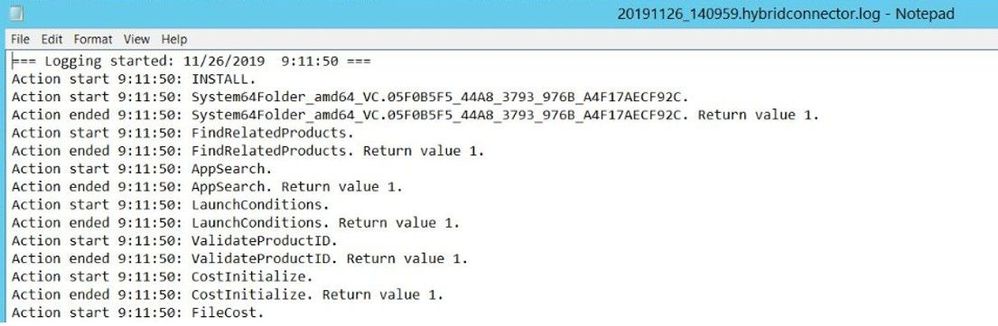 20191126_140959.hybridconnector.log - Notepad
File Edit Format View Help
=== Logging started: 11/26/2019  9:11:50 ===
Action start 9:11:50: INSTALL.
Action start 9:11:50: System64Folder_amd64_VC.05F0B5F5_44A8_3793_976B_A4F17AECF92C.
Action ended 9:11:50: System64Folder_amd64_VC.05F0B5F5_44A8_3793_976B_A4F17AECF92C. Return value 1.
Action start 9:11:50: FindRelatedProducts.
Action ended 9:11:50: FindRelatedProducts. Return value 1.
Action start 9:11:50: AppSearch.
Action ended 9:11:50: AppSearch. Return value 1.
Action start 9:11:50: LaunchConditions.
Action ended 9:11:50: LaunchConditions. Return value 1.
Action start 9:11:50: ValidateProductID.
Action ended 9:11:50: ValidateProductID. Return value 1.
Action start 9:11:50: CostInitialize.
Action ended 9:11:50: CostInitialize. Return value 1.
Action start 9:11:50: FileCost.